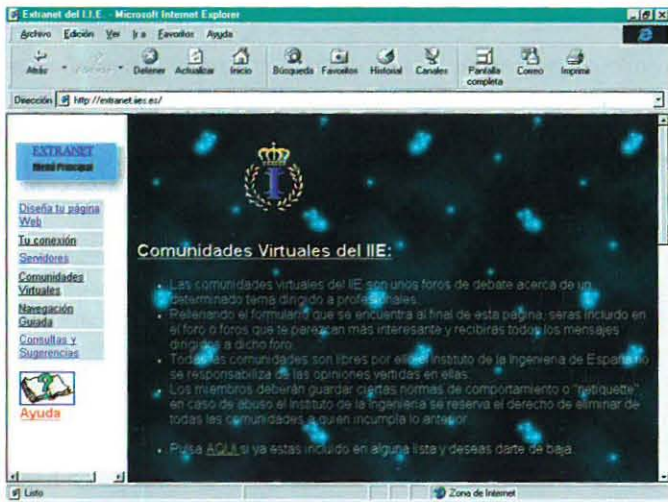 Extranet del I.I.E. - Microsoft Internet Explorer
Archivo Edición Ver Ir a Favoritos Ayuda
Atrás Detener Actualizar Inicio Búsqueda Favoritos Historial Canales Pantalla completa Correo Imprimir
Dirección http://extranet.iies.es/
EXTRANET
Menú Principal
Diseña tu página
Web
Tu conexión
Servidores
Comunidades
Virtuales
Navegación
Guiada
Consultas y
Sugerencias
Ayuda
I
Comunidades Virtuales del IIE:
• Las comunidades virtuales del IIE son unos foros de debate acerca de un
determinado tema dirigido a profesionales.
• Rellenando el formulario que se encuentra al final de esta página, seras incluido en
el foro o foros que te parezcan más interesante y recibirás todos los mensajes
dirigidos a dicho foro.
• Todas las comunidades son libres por ello el Instituto de la Ingeniería de España no
se responsabiliza de las opiniones vertidas en ellas.
• Los miembros deberán guardar ciertas normas de comportamiento o "netiquette"
en caso de abuso el Instituto de la Ingeniería se reserva el derecho de eliminar de
todas las comunidades a quien incumpla lo anterior.
• Pulsa AQUI si ya estas incluido en alguna lista y deseas darte de baja.
Listo Zona de Internet